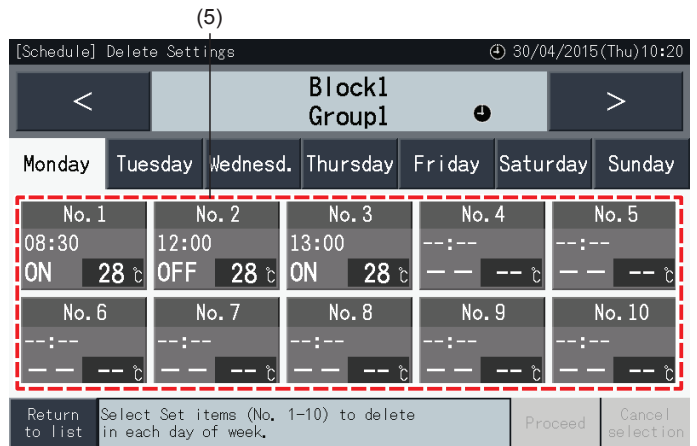 (5)
[Schedule] Delete Settings 30/04/2015(Thu)10:20
< Block1 >
Group1
Monday Tuesday Wednesd. Thursday Friday Saturday Sunday
No.1 No.2 No.3 No.4 No.5
08:30 12:00 13:00 --:-- --:--
ON 28℃ OFF 28℃ ON 28℃ -- --℃ -- --℃
No.6 No.7 No.8 No.9 No.10
--:-- --:-- --:-- --:-- --:--
-- --℃ -- --℃ -- --℃ -- --℃ -- --℃
Return Select Set items (No. 1-10) to delete Proceed Cancel
to list in each day of week. selection